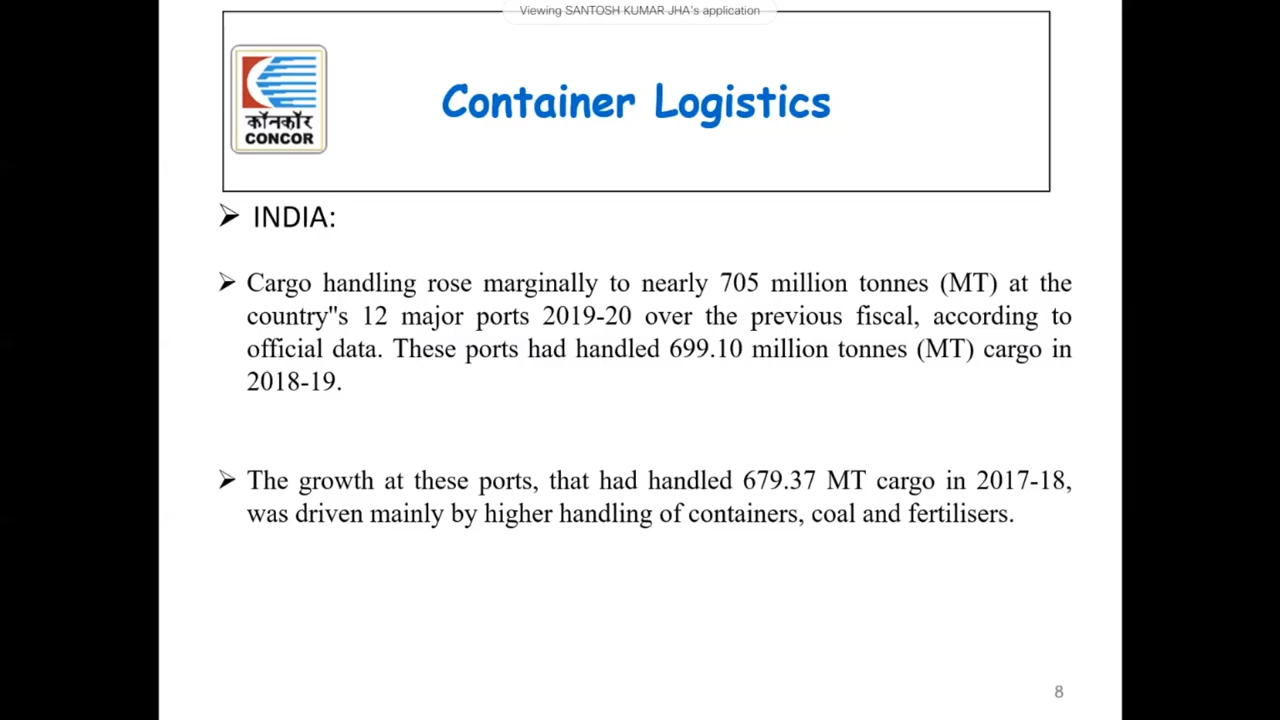 Viewing SANTOSH KUMAR JHA's application
कॉनकॉर
CONCOR
Container Logistics
➢ INDIA:
➢ Cargo handling rose marginally to nearly 705 million tonnes (MT) at the
country"s 12 major ports 2019-20 over the previous fiscal, according to
official data. These ports had handled 699.10 million tonnes (MT) cargo in
2018-19.
➢ The growth at these ports, that had handled 679.37 MT cargo in 2017-18,
was driven mainly by higher handling of containers, coal and fertilisers.
8